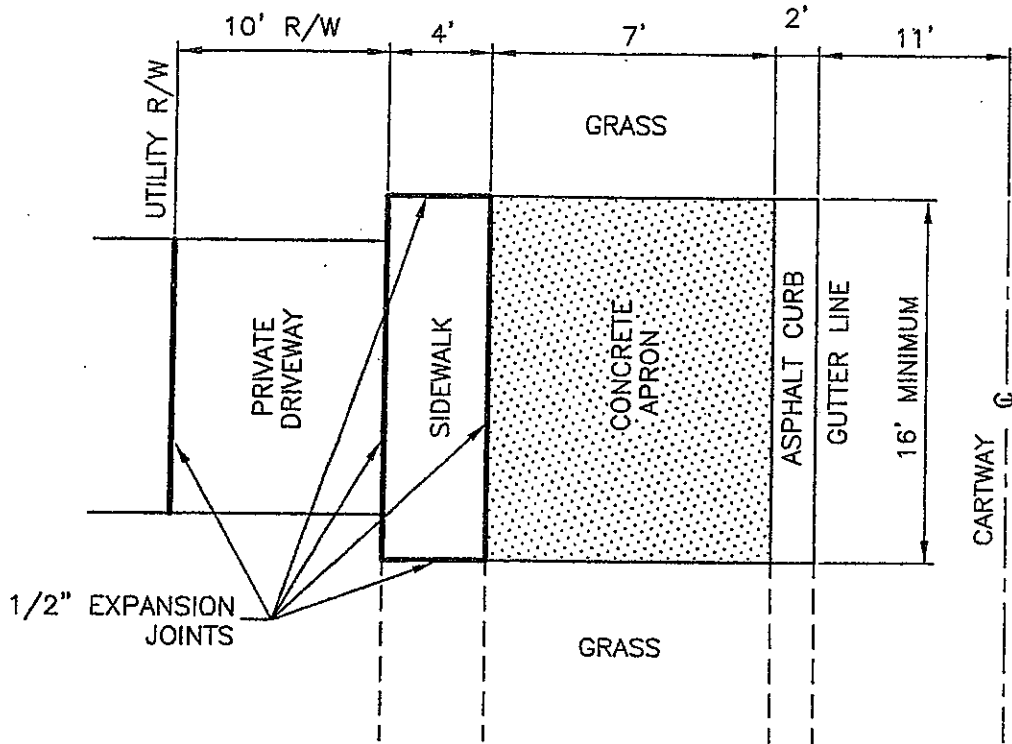 10' R/W
4'
7'
2'
11'
UTILITY R/W
GRASS
PRIVATE
DRIVEWAY
SIDEWALK
CONCRETE
APRON
ASPHALT CURB
GUTTER LINE
16' MINIMUM
CARTWAY ℄
1/2" EXPANSION
JOINTS
GRASS